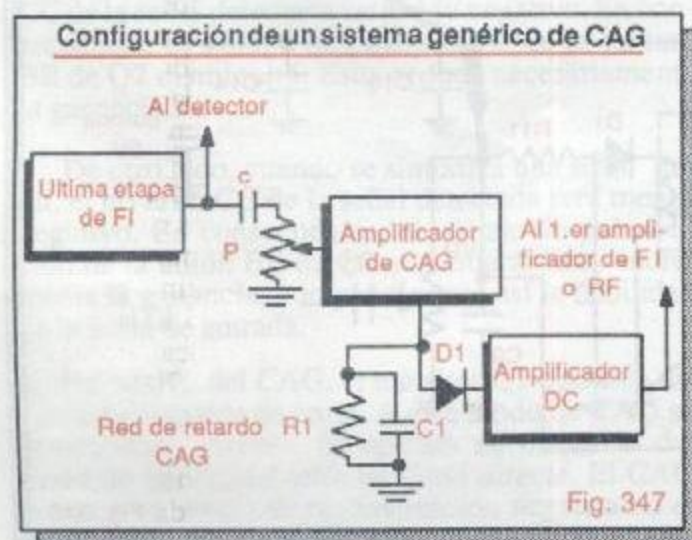 Configuración de un sistema genérico de CAG
Al detector
Ultima etapa
de FI
c
P
Amplificador
de CAG
Al 1.er ampli-
ficador de F I
o RF
D1
Amplificador
DC
Red de retardo
CAG
R1
C1
Fig. 347